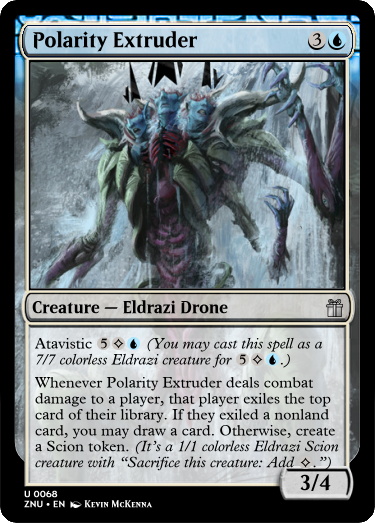 Polarity Extruder 3
Creature — Eldrazi Drone
Atavistic 5 (You may cast this spell as a
7/7 colorless Eldrazi creature for 5 .)
Whenever Polarity Extruder deals combat
damage to a player, that player exiles the top
card of their library. If they exiled a nonland
card, you may draw a card. Otherwise, create
a Scion token. (It's a 1/1 colorless Eldrazi Scion
creature with "Sacrifice this creature: Add .")
3/4
U 0068
ZNU • EN Kevin McKenna